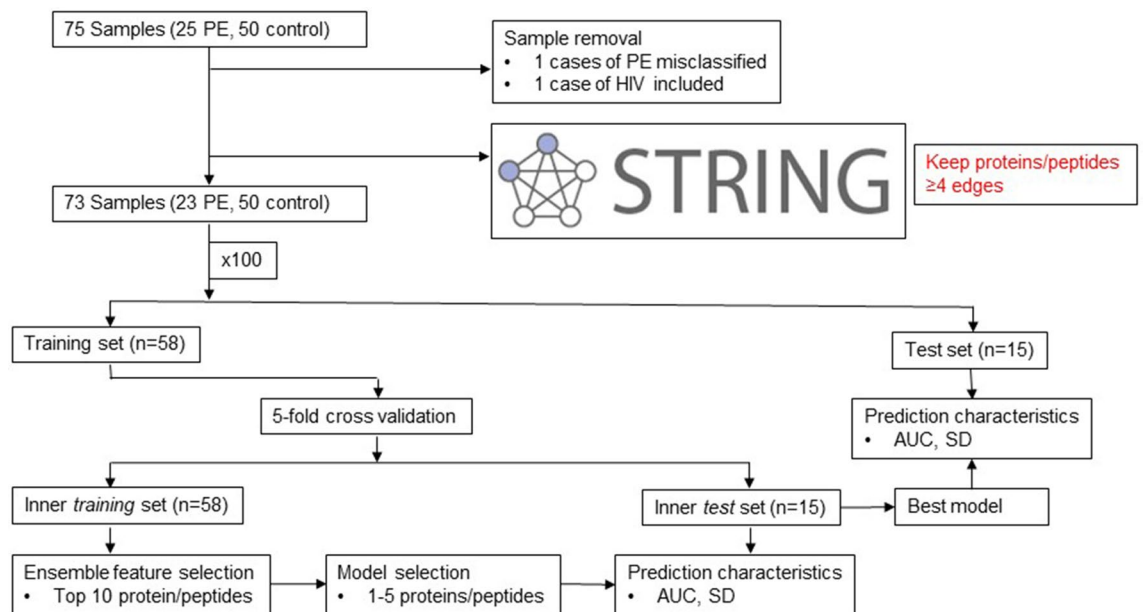 75 Samples (25 PE, 50 control)
Sample removal
• 1 cases of PE misclassified
• 1 case of HIV included
STRING
Keep proteins/peptides
≥4 edges
73 Samples (23 PE, 50 control)
x100
Training set (n=58)
Test set (n=15)
5-fold cross validation
Prediction characteristics
• AUC, SD
Inner training set (n=58)
Inner test set (n=15)
Best model
Ensemble feature selection
• Top 10 protein/peptides
Model selection
• 1-5 proteins/peptides
Prediction characteristics
• AUC, SD